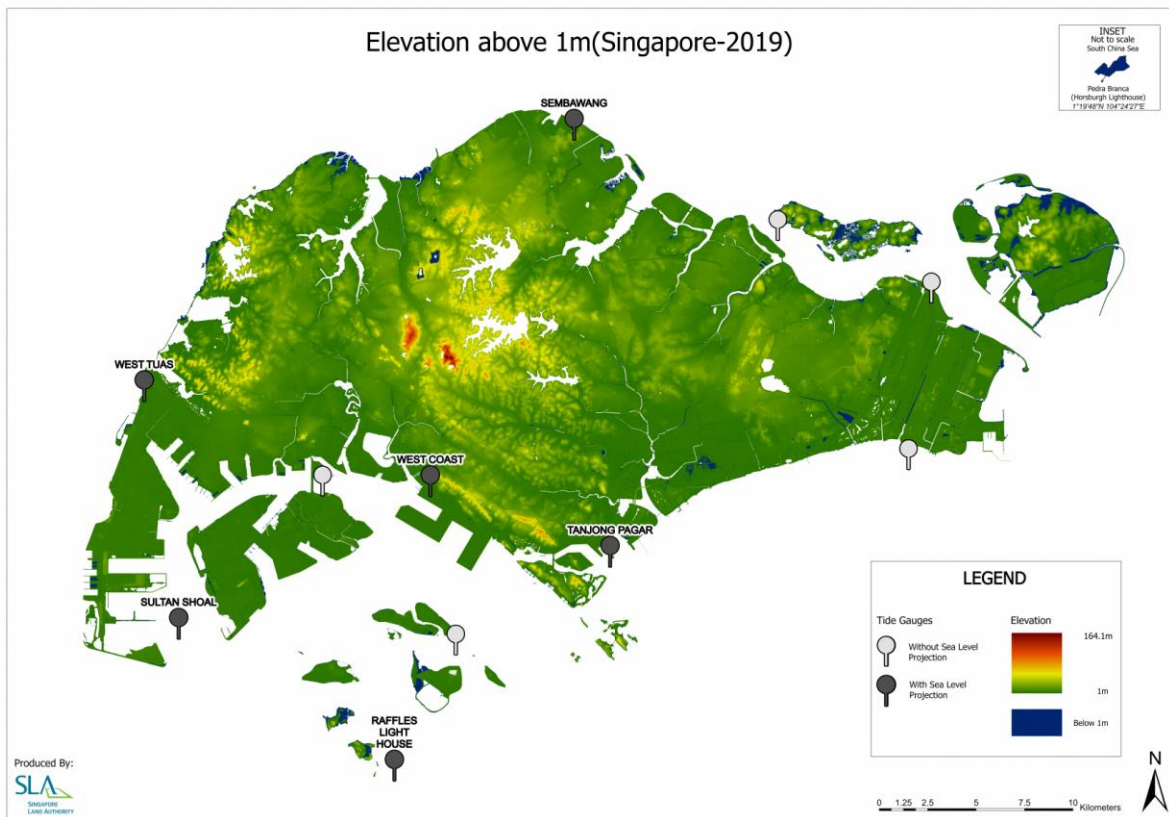 Elevation above 1m(Singapore-2019)
INSET
Not to scale
South China Sea
Pedra Branca
(Horsburgh Lighthouse)
1°19'48"N 104°24'27"E
SEMBAWANG
WEST TUAS
WEST COAST
TANJONG PAGAR
SULTAN SHOAL
RAFFLES
LIGHT
HOUSE
LEGEND
Tide Gauges
Without Sea Level
Projection
With Sea Level
Projection
Elevation
164.1m
1m
Below 1m
Produced By:
SLA
SINGAPORE
LAND AUTHORITY
N
0 1.25 2.5 5 7.5 10
Kilometers